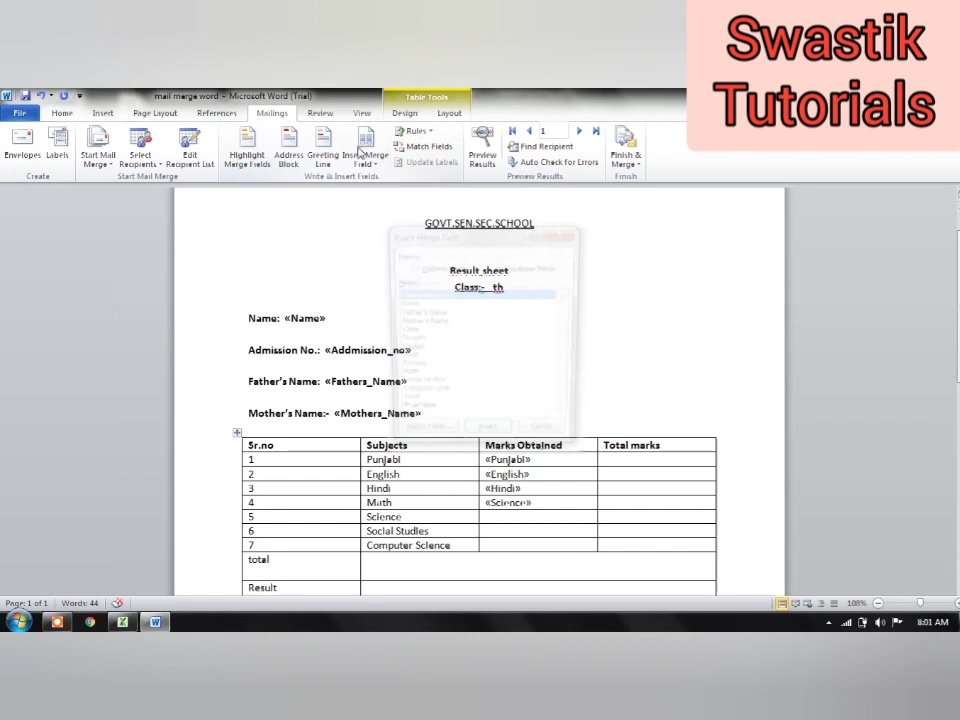 Swastik
Tutorials
mail merge word - Microsoft Word (Trial)
Table Tools
File Home Insert Page Layout References Mailings Review View Design Layout
Envelopes Labels Start Mail Merge Select Recipients Edit Recipient List Highlight Merge Fields Address Block Greeting Line Insert Merge Field Rules Match Fields Update Labels Preview Results 1 Find Recipient Auto Check for Errors Finish & Merge
Create Start Mail Merge Write & Insert Fields Preview Results Finish
GOVT.SEN.SEC.SCHOOL
Result sheet
Class:- th
Name: «Name»
Admission No.: «Addmission_no»
Father's Name: «Fathers_Name»
Mother's Name:- «Mothers_Name»
Sr.no Subjects Marks Obtained Total marks
1 Punjabi «Punjabi»
2 English «English»
3 Hindi «Hindi»
4 Math «Science»
5 Science
6 Social Studies
7 Computer Science
total
Result
Page: 1 of 1 Words: 44 108%
8:01 AM